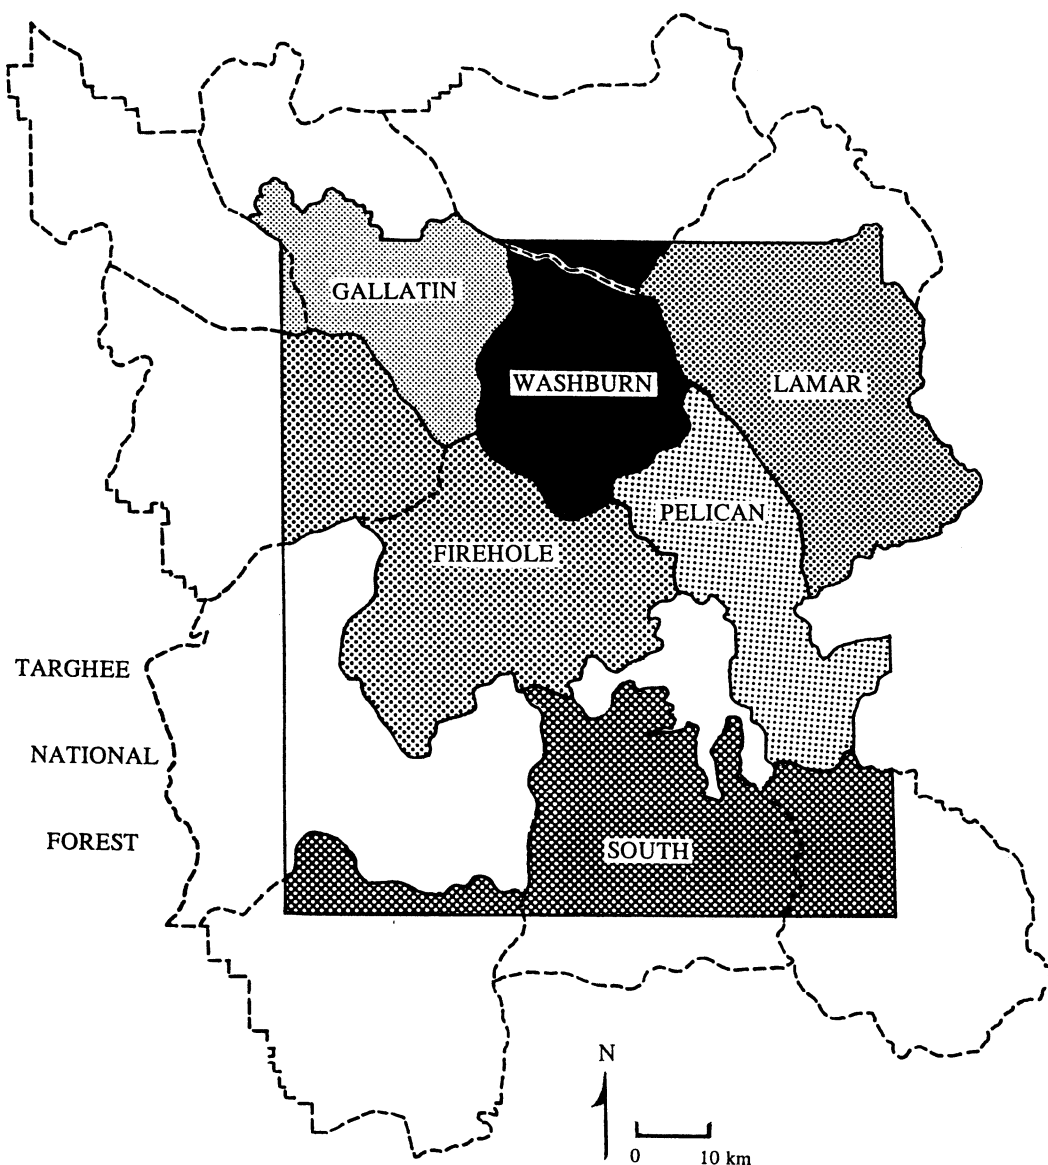 GALLATIN
WASHBURN
LAMAR
PELICAN
FIREHOLE
TARGHEE
NATIONAL
FOREST
SOUTH
N
0 10 km